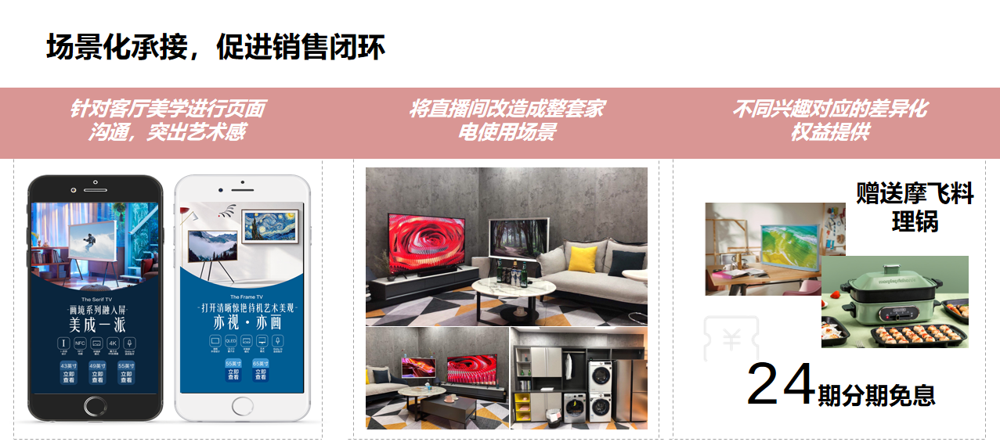 场景化承接，促进销售闭环
针对客厅美学进行页面
沟通，突出艺术感
将直播间改造成整套家
电使用场景
不同兴趣对应的差异化
权益提供
The Serif TV
画境系列融入屏
美成一派
NFC
4K
43英寸
立即
查看
49英寸
立即
查看
55英寸
立即
查看
The Frame TV
打开清晰惊艳待机艺术美观
亦视·亦画
QLED
55英寸
立即
查看
65英寸
立即
查看
赠送摩飞料
理锅
¥
24期分期免息